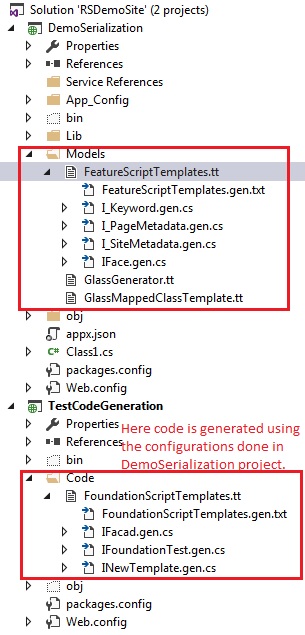 Solution 'RSDemoSite' (2 projects)
DemoSerialization
Properties
References
Service References
App_Config
bin
Lib
Models
FeatureScriptTemplates.tt
FeatureScriptTemplates.gen.txt
I_Keyword.gen.cs
I_PageMetadata.gen.cs
I_SiteMetadata.gen.cs
IFace.gen.cs
GlassGenerator.tt
GlassMappedClassTemplate.tt
obj
appx.json
C# Class1.cs
packages.config
Web.config
TestCodeGeneration
Properties
References
bin
Here code is generated using
the configurations done in
DemoSerialization project.
Code
FoundationScriptTemplates.tt
FoundationScriptTemplates.gen.txt
IFacad.gen.cs
IFoundationTest.gen.cs
INewTemplate.gen.cs
obj
packages.config
Web.config